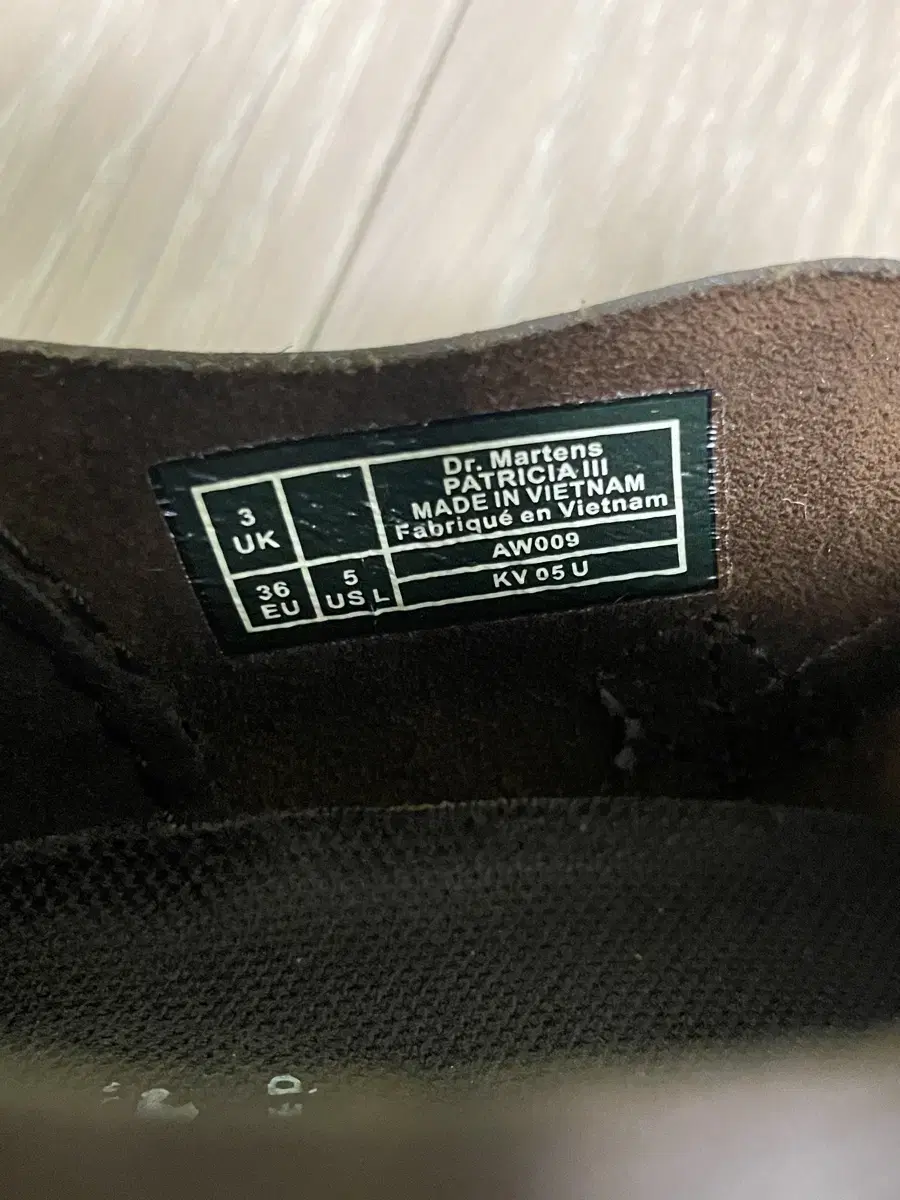 3
UK
36
EU
5
US L
Dr. Martens
PATRICIA III
MADE IN VIETNAM
Fabriqué en Vietnam
AW009
KV 05 U